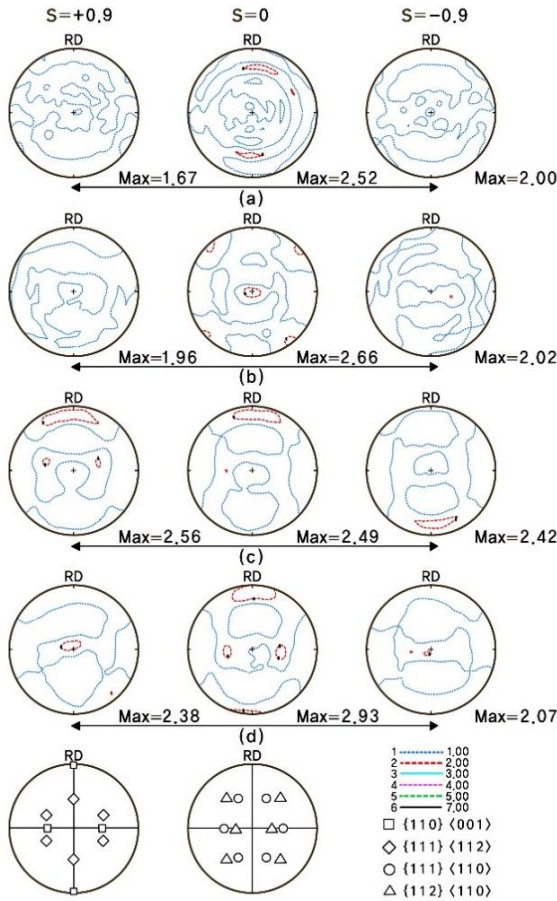 S=+0.9 S=0 S=−0.9
RD RD RD
Max=1.67 Max=2.52 Max=2.00
(a)
RD RD RD
Max=1.96 Max=2.66 Max=2.02
(b)
RD RD RD
Max=2.56 Max=2.49 Max=2.42
(c)
RD RD RD
Max=2.38 Max=2.93 Max=2.07
(d)
RD RD
1 1.00
2 2.00
3 3.00
4 4.00
5 5.00
6 7.00
{110}⟨001⟩
{111}⟨112⟩
{111}⟨110⟩
{112}⟨110⟩